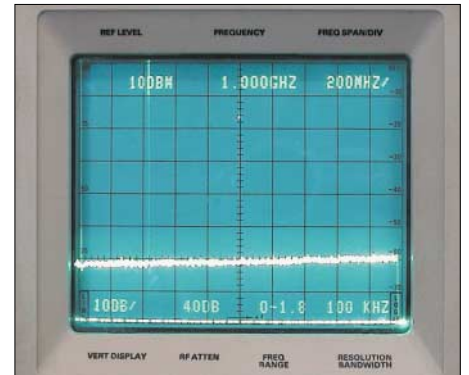 REF LEVEL FREQUENCY FREQ SPAN/DIV
10DBM 1.000GHZ 200MHZ/
10DB/ 40DB 0-1.8 100 KHZ
VERT DISPLAY RF ATTEN FREQ RANGE RESOLUTION BANDWIDTH